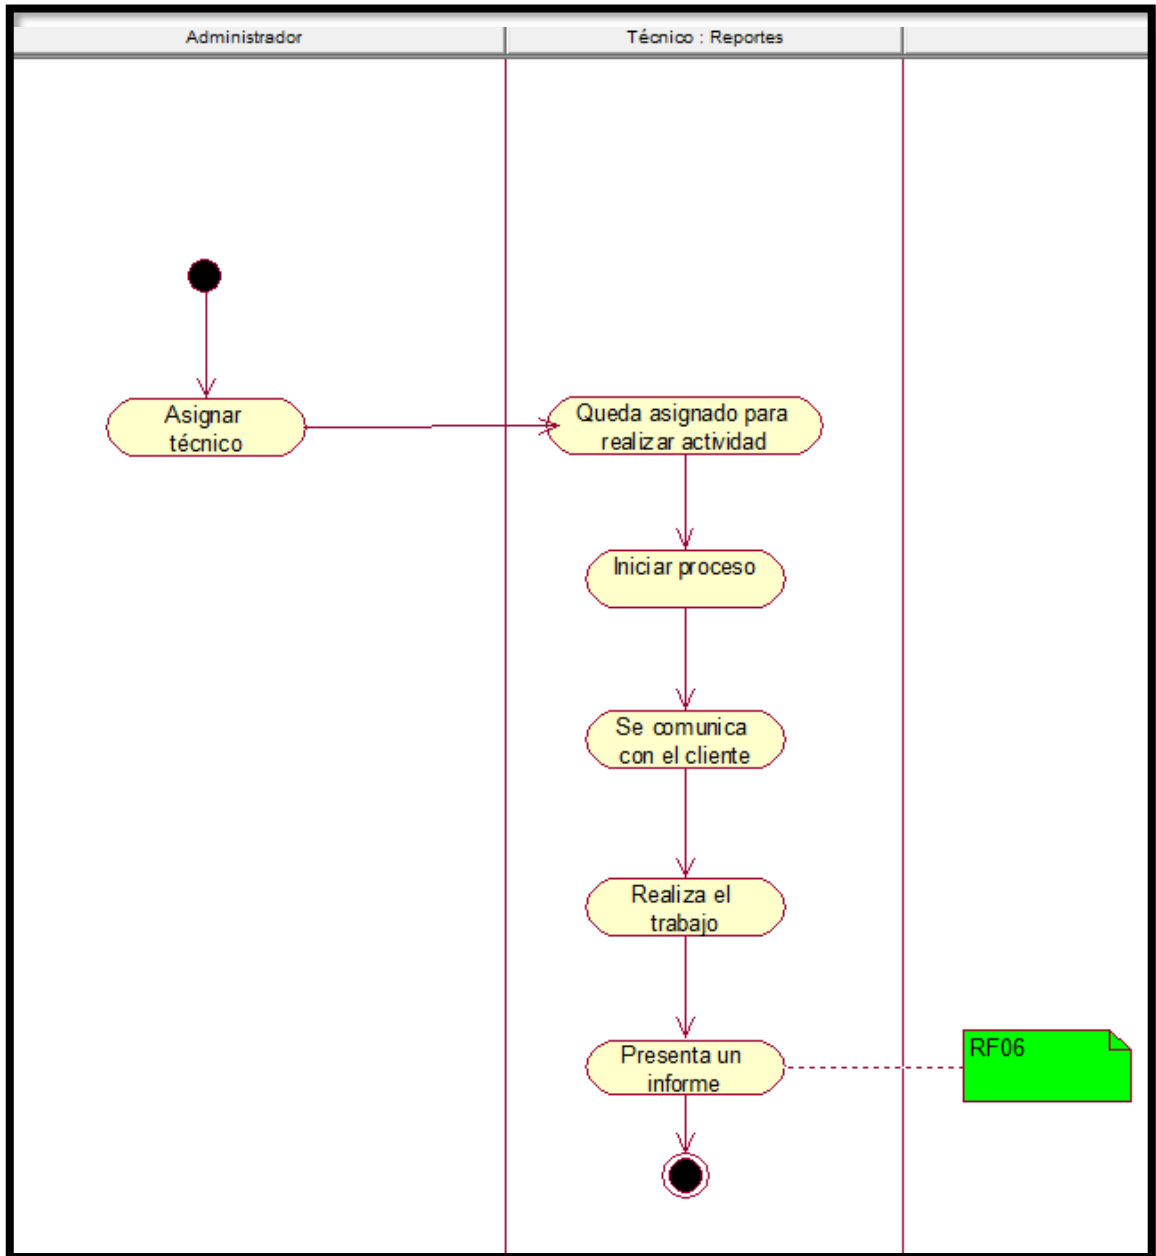 Administrador
Técnico : Reportes
Asignar
técnico
Queda asignado para
realizar actividad
Iniciar proceso
Se comunica
con el cliente
Realiza el
trabajo
Presenta un
informe
RF06